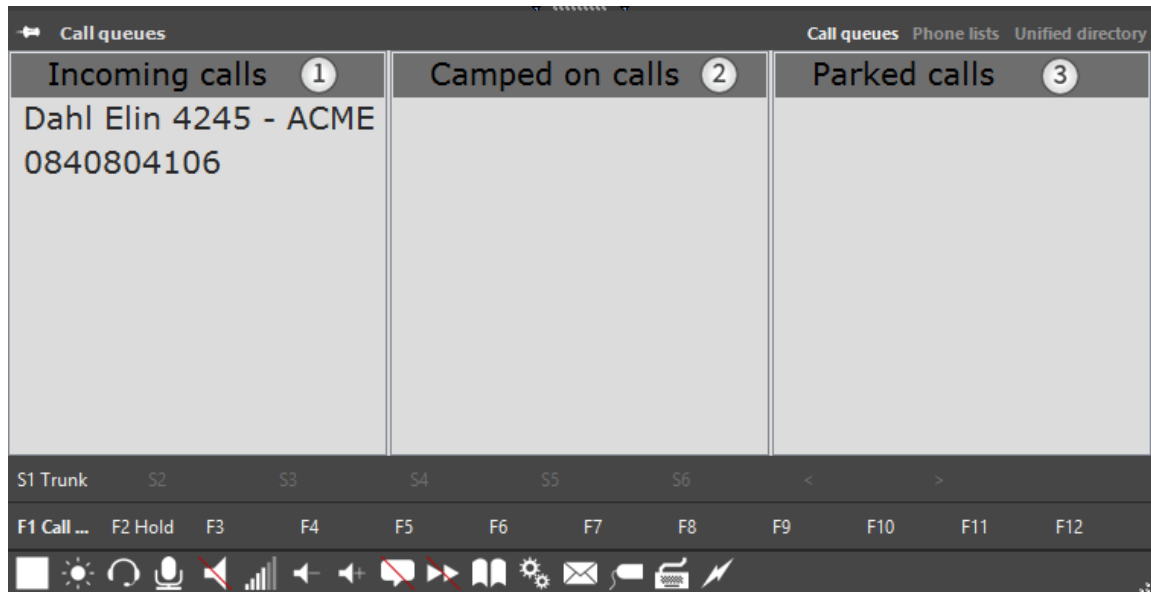 Call queues Call queues Phone lists Unified directory
Incoming calls 1 Camped on calls 2 Parked calls 3
Dahl Elin 4245 - ACME
0840804106
S1 Trunk S2 S3 S4 S5 S6 < >
F1 Call ... F2 Hold F3 F4 F5 F6 F7 F8 F9 F10 F11 F12